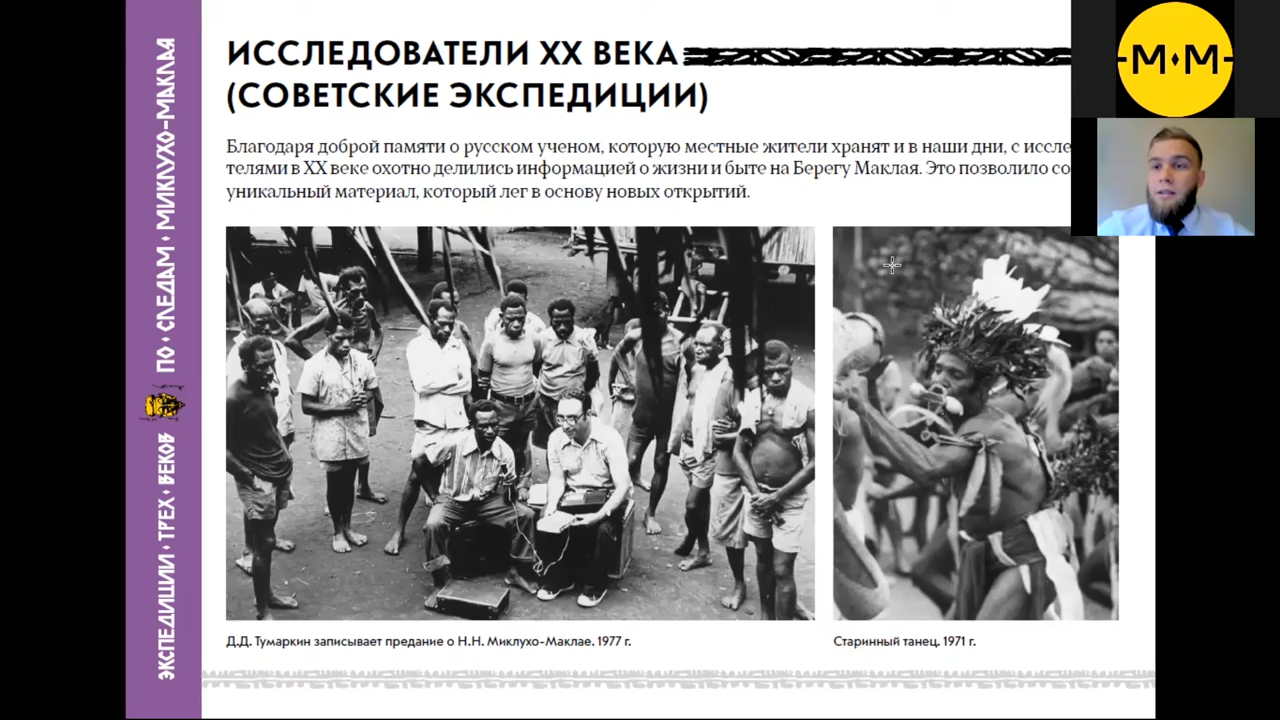 ЭКСПЕДИЦИИ • ТРЕХ • ВЕКОВ
ПО • СЛЕДАМ • МИКЛУХО-МАКЛАЯ
ИССЛЕДОВАТЕЛИ XX ВЕКА
(СОВЕТСКИЕ ЭКСПЕДИЦИИ)
Благодаря доброй памяти о русском ученом, которую местные жители хранят и в наши дни, с иссле
телями в XX веке охотно делились информацией о жизни и быте на Берегу Маклая. Это позволило со
уникальный материал, который лег в основу новых открытий.
Д.Д. Тумаркин записывает предание о Н.Н. Миклухо-Маклае. 1977 г.
Старинный танец. 1971 г.
-М•М-